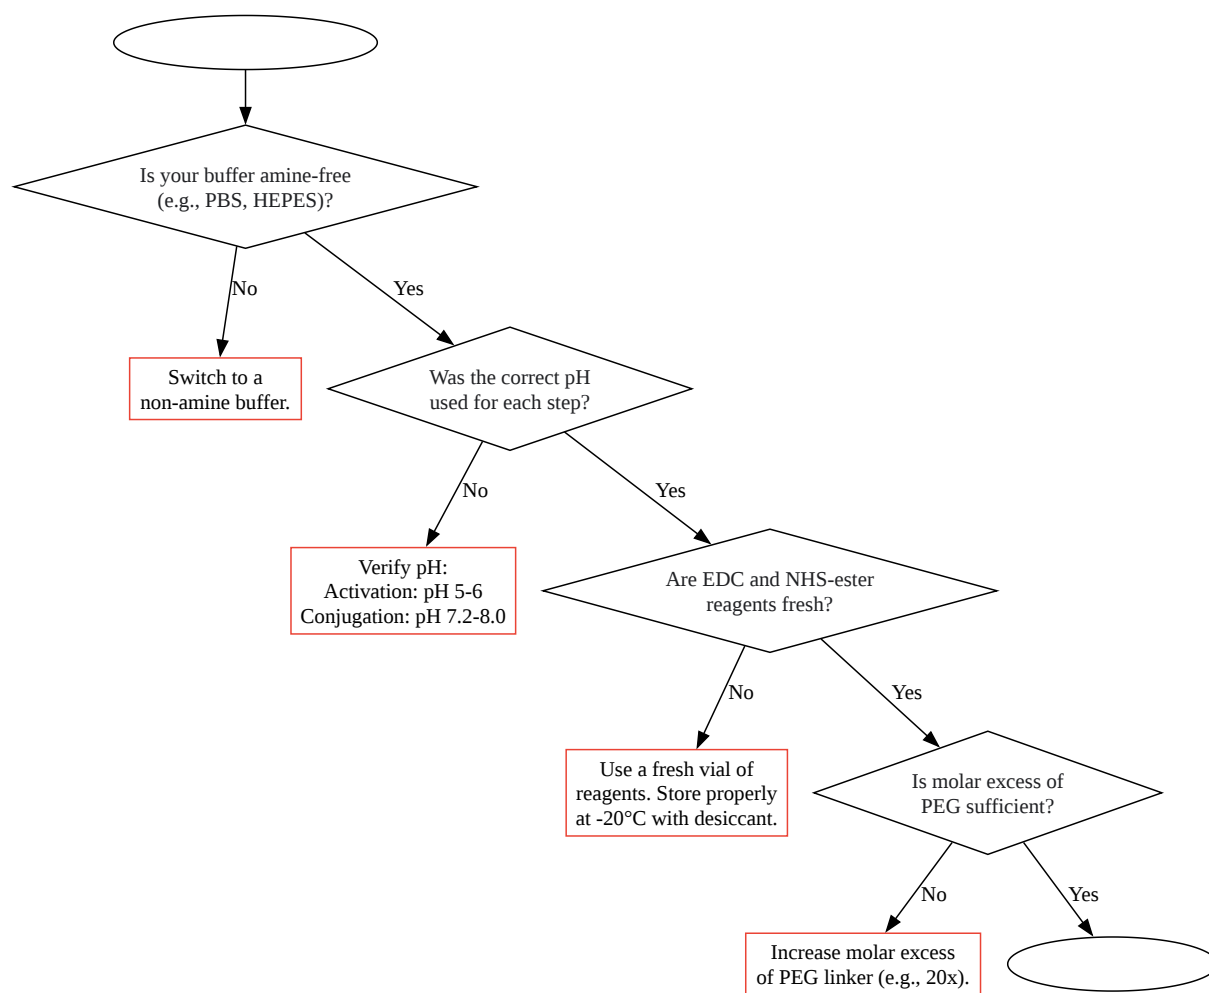 Is your buffer amine-free
(e.g., PBS, HEPES)?
No
Yes
Switch to a
non-amine buffer.
Was the correct pH
used for each step?
No
Yes
Verify pH:
Activation: pH 5-6
Conjugation: pH 7.2-8.0
Are EDC and NHS-ester
reagents fresh?
No
Yes
Use a fresh vial of
reagents. Store properly
at -20°C with desiccant.
Is molar excess of
PEG sufficient?
No
Yes
Increase molar excess
of PEG linker (e.g., 20x).